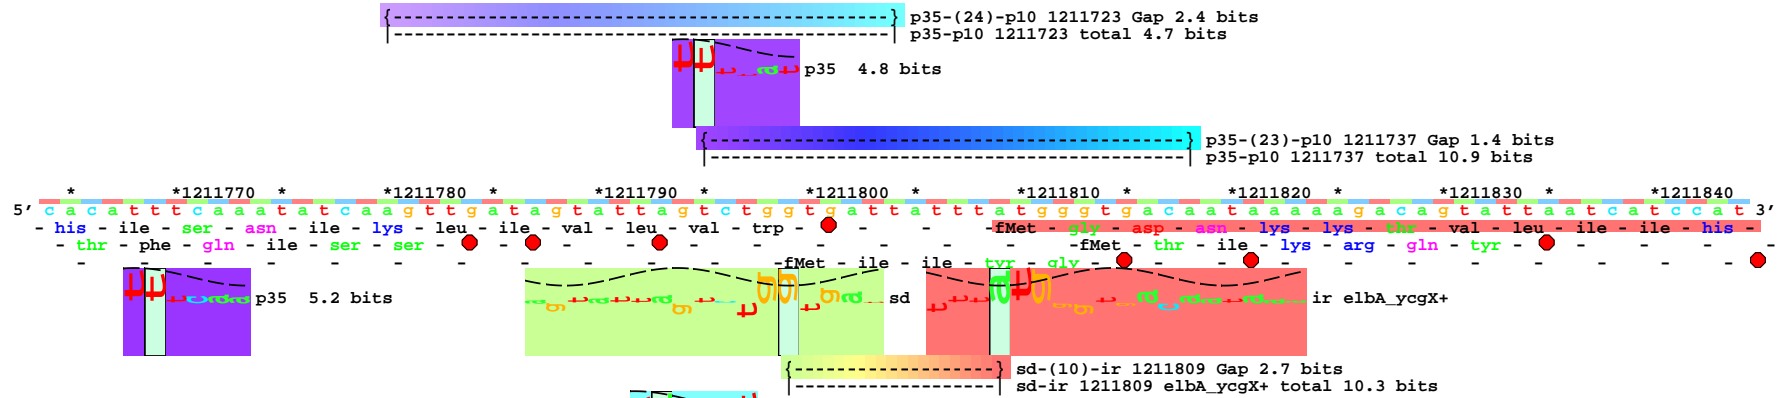 {------------------------------------------------} p35-(24)-p10 1211723 Gap 2.4 bits
p35-p10 1211723 total 4.7 bits
p35 4.8 bits
{----------------------------------------------} p35-(23)-p10 1211737 Gap 1.4 bits
p35-p10 1211737 total 10.9 bits
* *1211770 * *1211780 * *1211790 * *1211800 * *1211810 * *1211820 * *1211830 * *1211840
5' c a c a t t t c a a a t a t c a a g t t g a t a g t a t t a g t c t g g t g a t t a t t t a t g g g t g a c a a t a a a a a g a c a g t a t t a a t c a t c c a t 3'
- his - ile - ser - asn - ile - lys - leu - ile - val - leu - val - trp - - - -fMet - gly - asp - asn - lys - lys - thr - val - leu - ile - ile - his -
- thr - phe - gln - ile - ser - ser - - - - - - - - - -fMet - thr - ile - lys - arg - gln - tyr - - - - -
- - - - - - - - - - - -fMet - ile - ile - tyr - gly - - - - - - - - -
p35 5.2 bits
sd
ir elbA_ycgX+
{--------------------} sd-(10)-ir 1211809 Gap 2.7 bits
sd-ir 1211809 elbA_ycgX+ total 10.3 bits